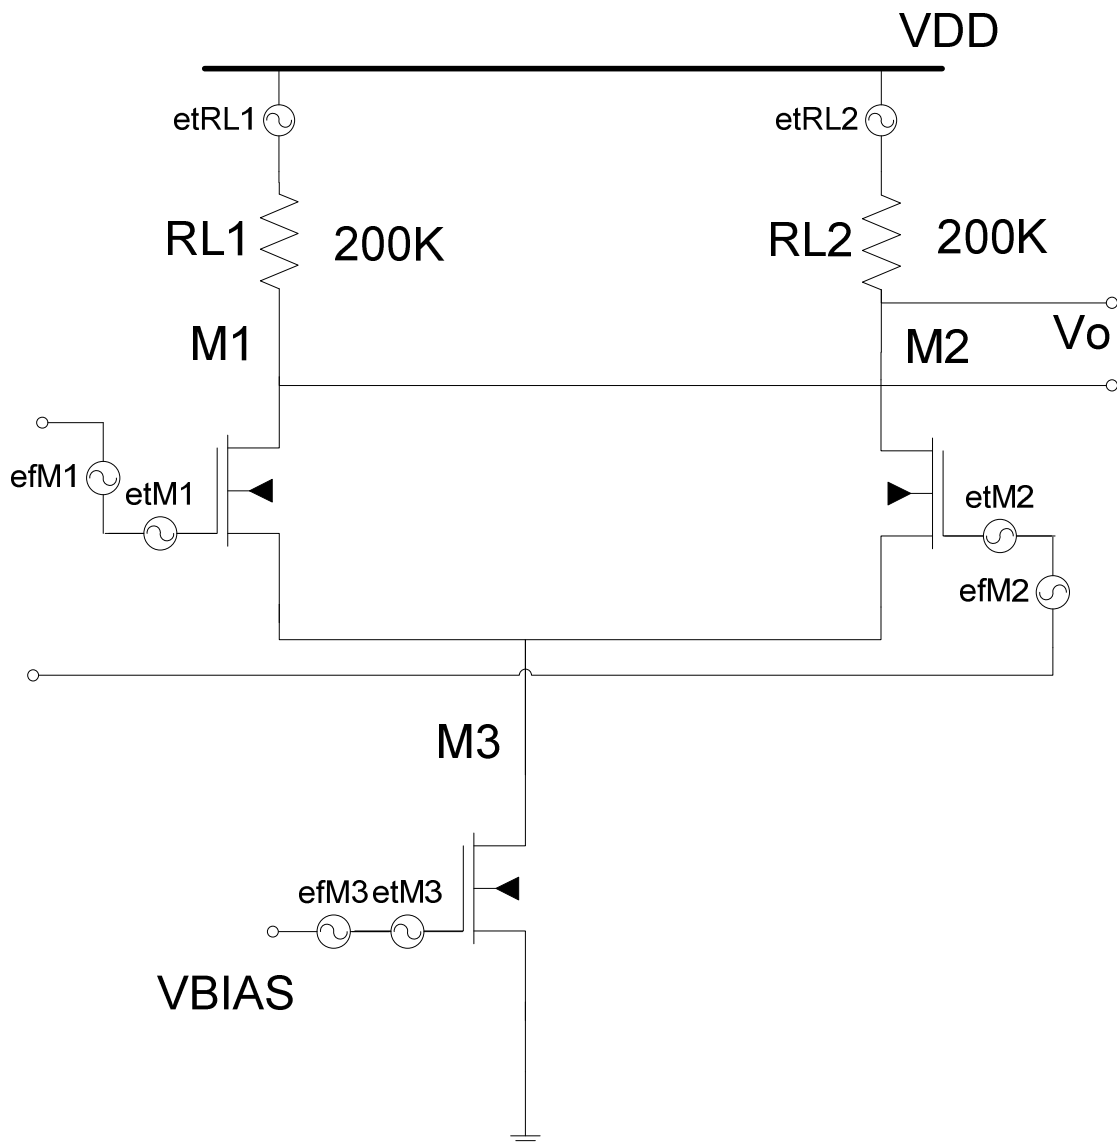 VDD
etRL1
etRL2
RL1
200K
RL2
200K
M1
M2
Vo
efM1
etM1
etM2
efM2
M3
efM3
etM3
VBIAS